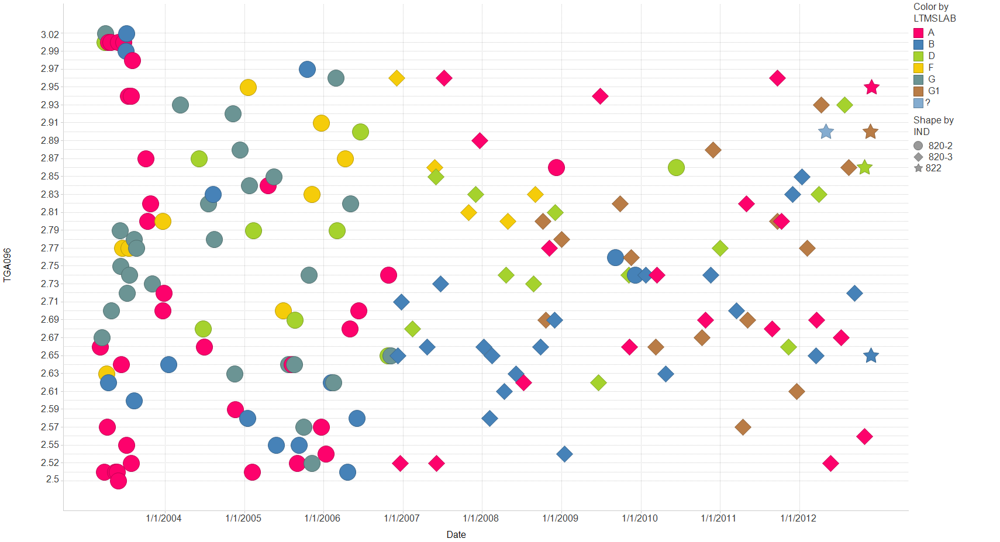 Color by
LTMSLAB
A
B
D
F
G
G1
?
Shape by
IND
820-2
820-3
822
TGA096
3.02
2.99
2.97
2.95
2.93
2.91
2.89
2.87
2.85
2.83
2.81
2.79
2.77
2.75
2.73
2.71
2.69
2.67
2.65
2.63
2.61
2.59
2.57
2.55
2.52
2.5
1/1/2004 1/1/2005 1/1/2006 1/1/2007 1/1/2008 1/1/2009 1/1/2010 1/1/2011 1/1/2012
Date